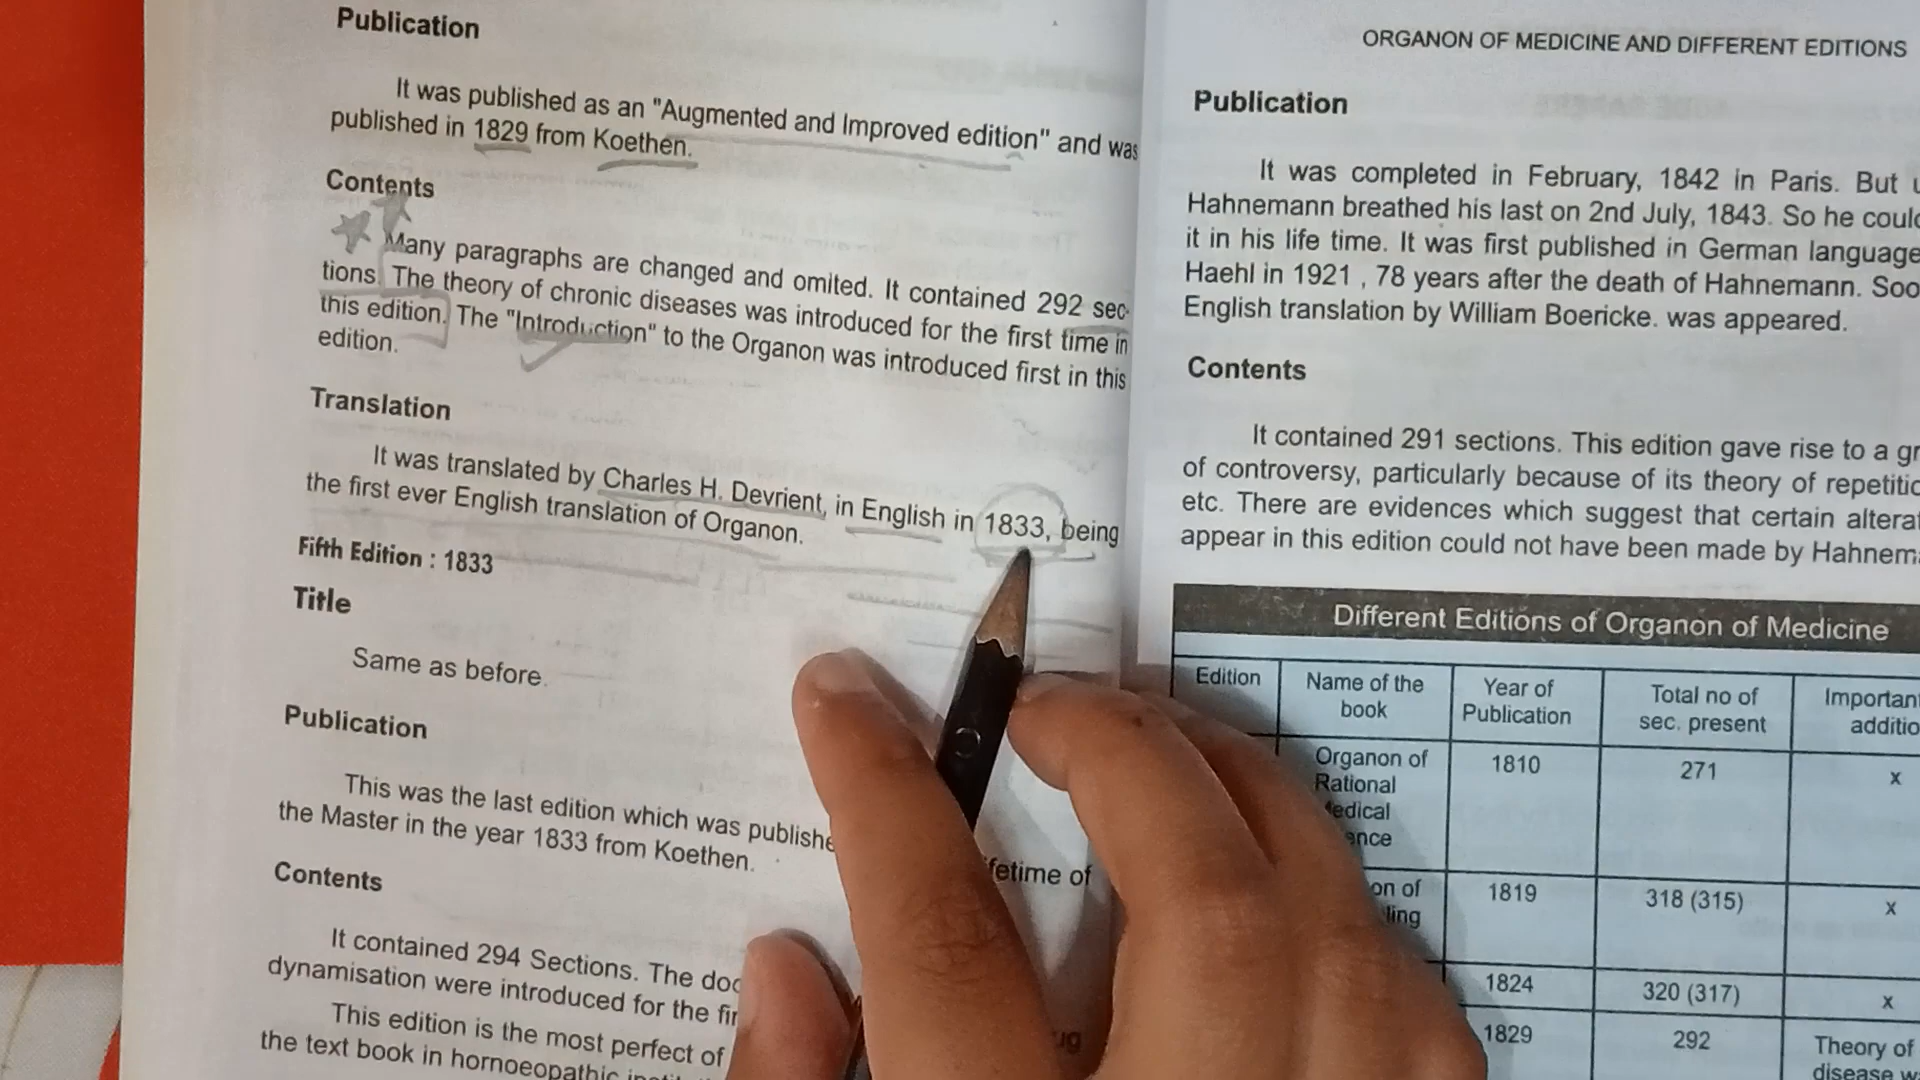 Publication
It was published as an "Augmented and Improved edition" and was
published in 1829 from Koethen.
Contents
Many paragraphs are changed and omited. It contained 292 sec-
tions. The theory of chronic diseases was introduced for the first time in
this edition. The "Introduction" to the Organon was introduced first in this
edition.
Translation
It was translated by Charles H. Devrient, in English in 1833, being
the first ever English translation of Organon.
Fifth Edition : 1833
Title
Same as before.
Publication
This was the last edition which was publishe fetime of
the Master in the year 1833 from Koethen.
Contents
It contained 294 Sections. The doc
dynamisation were introduced for the fir ug
This edition is the most perfect of
the text book in hornoeopathic
ORGANON OF MEDICINE AND DIFFERENT EDITIONS
Publication
It was completed in February, 1842 in Paris. But
Hahnemann breathed his last on 2nd July, 1843. So he coul
it in his life time. It was first published in German language
Haehl in 1921 , 78 years after the death of Hahnemann. Soo
English translation by William Boericke. was appeared.
Contents
It contained 291 sections. This edition gave rise to a gr
of controversy, particularly because of its theory of repetitio
etc. There are evidences which suggest that certain altera
appear in this edition could not have been made by Hahnem
Different Editions of Organon of Medicine
Edition Name of the book Year of Publication Total no of sec. present Important additio
Organon of Rational edical ence 1810 271 x
on of ling 1819 318 (315) x
1824 320 (317) x
1829 292 Theory of disease w